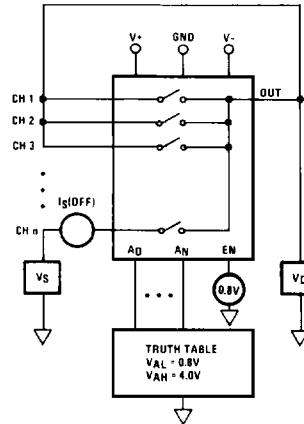 V+ GND V-
OUT
CH 1
CH 2
CH 3
IS(OFF)
CH n
A0 AN EN
VS
0.8V
VD
TRUTH TABLE
VAL = 0.8V
VAH = 4.0V